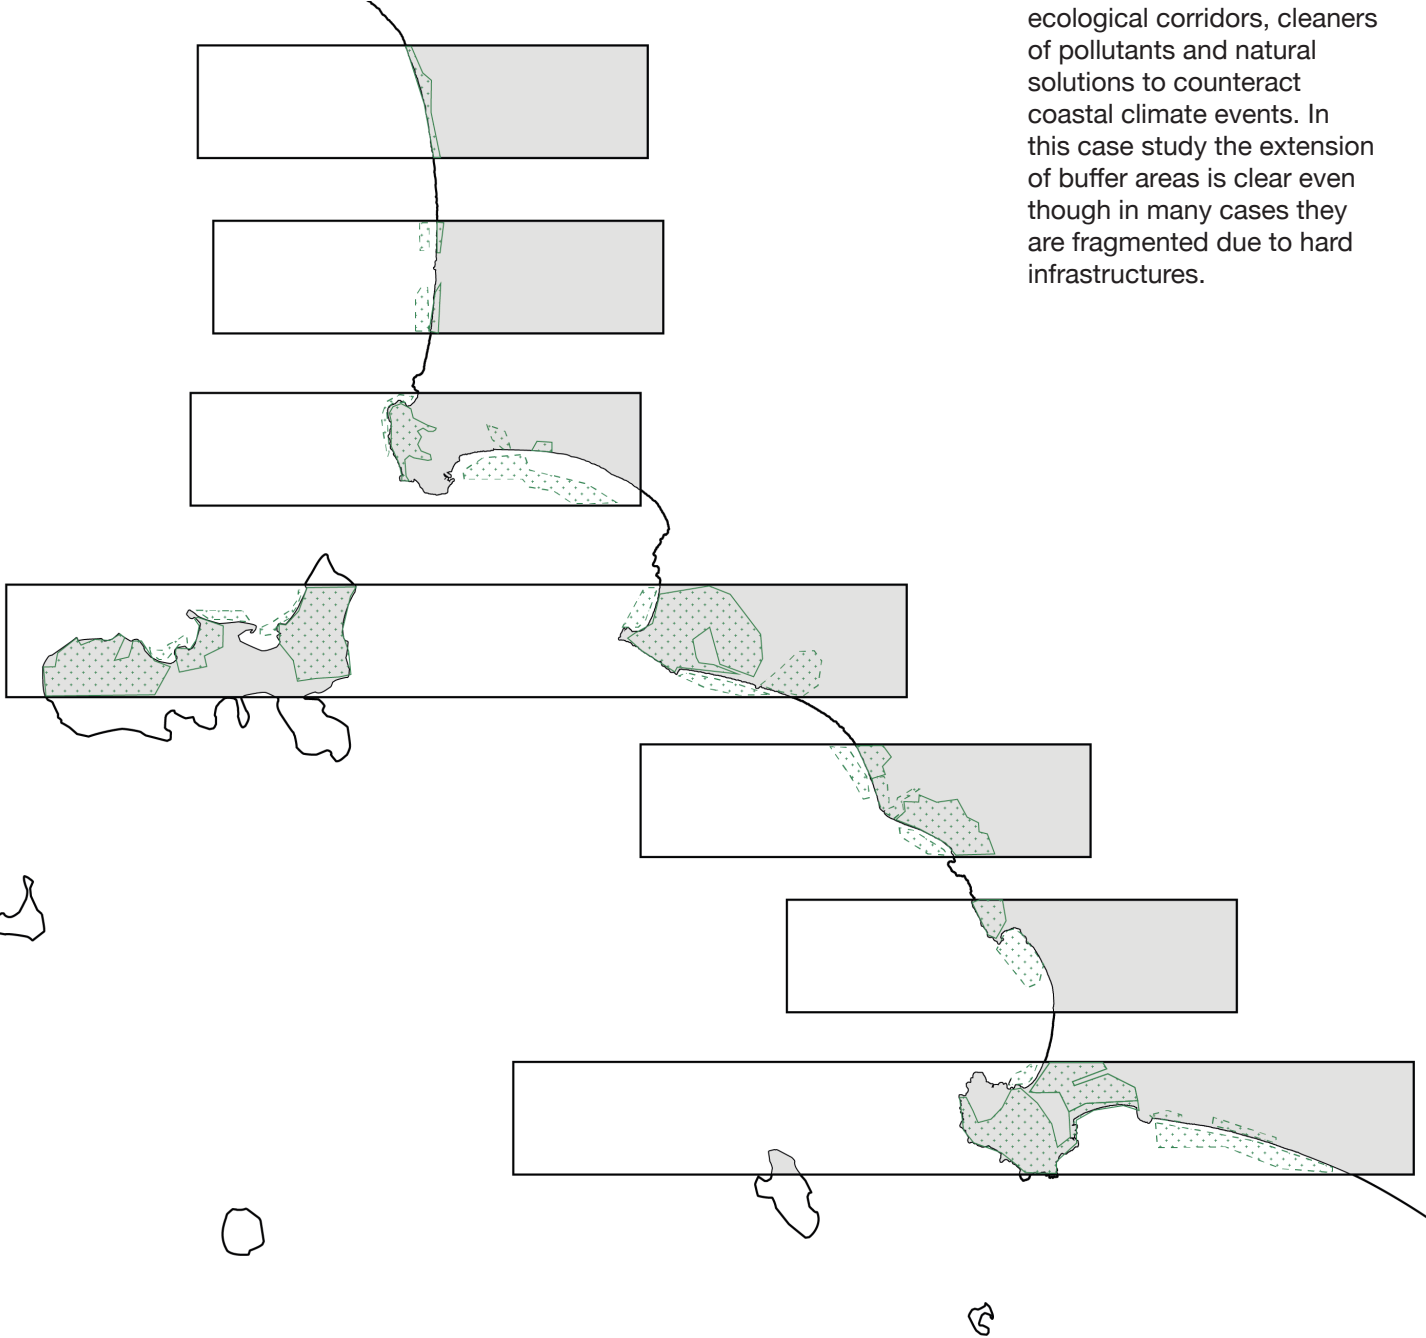 ecological corridors, cleaners
of pollutants and natural
solutions to counteract
coastal climate events. In
this case study the extension
of buffer areas is clear even
though in many cases they
are fragmented due to hard
infrastructures.